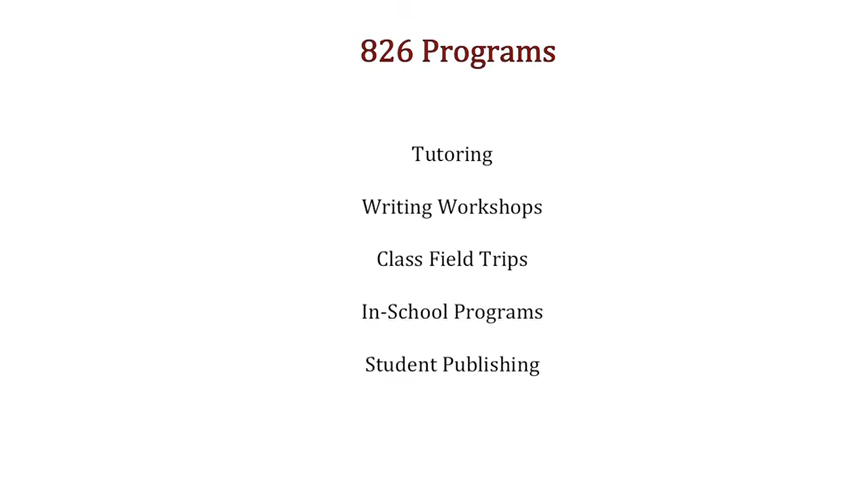 826 Programs
Tutoring
Writing Workshops
Class Field Trips
In-School Programs
Student Publishing